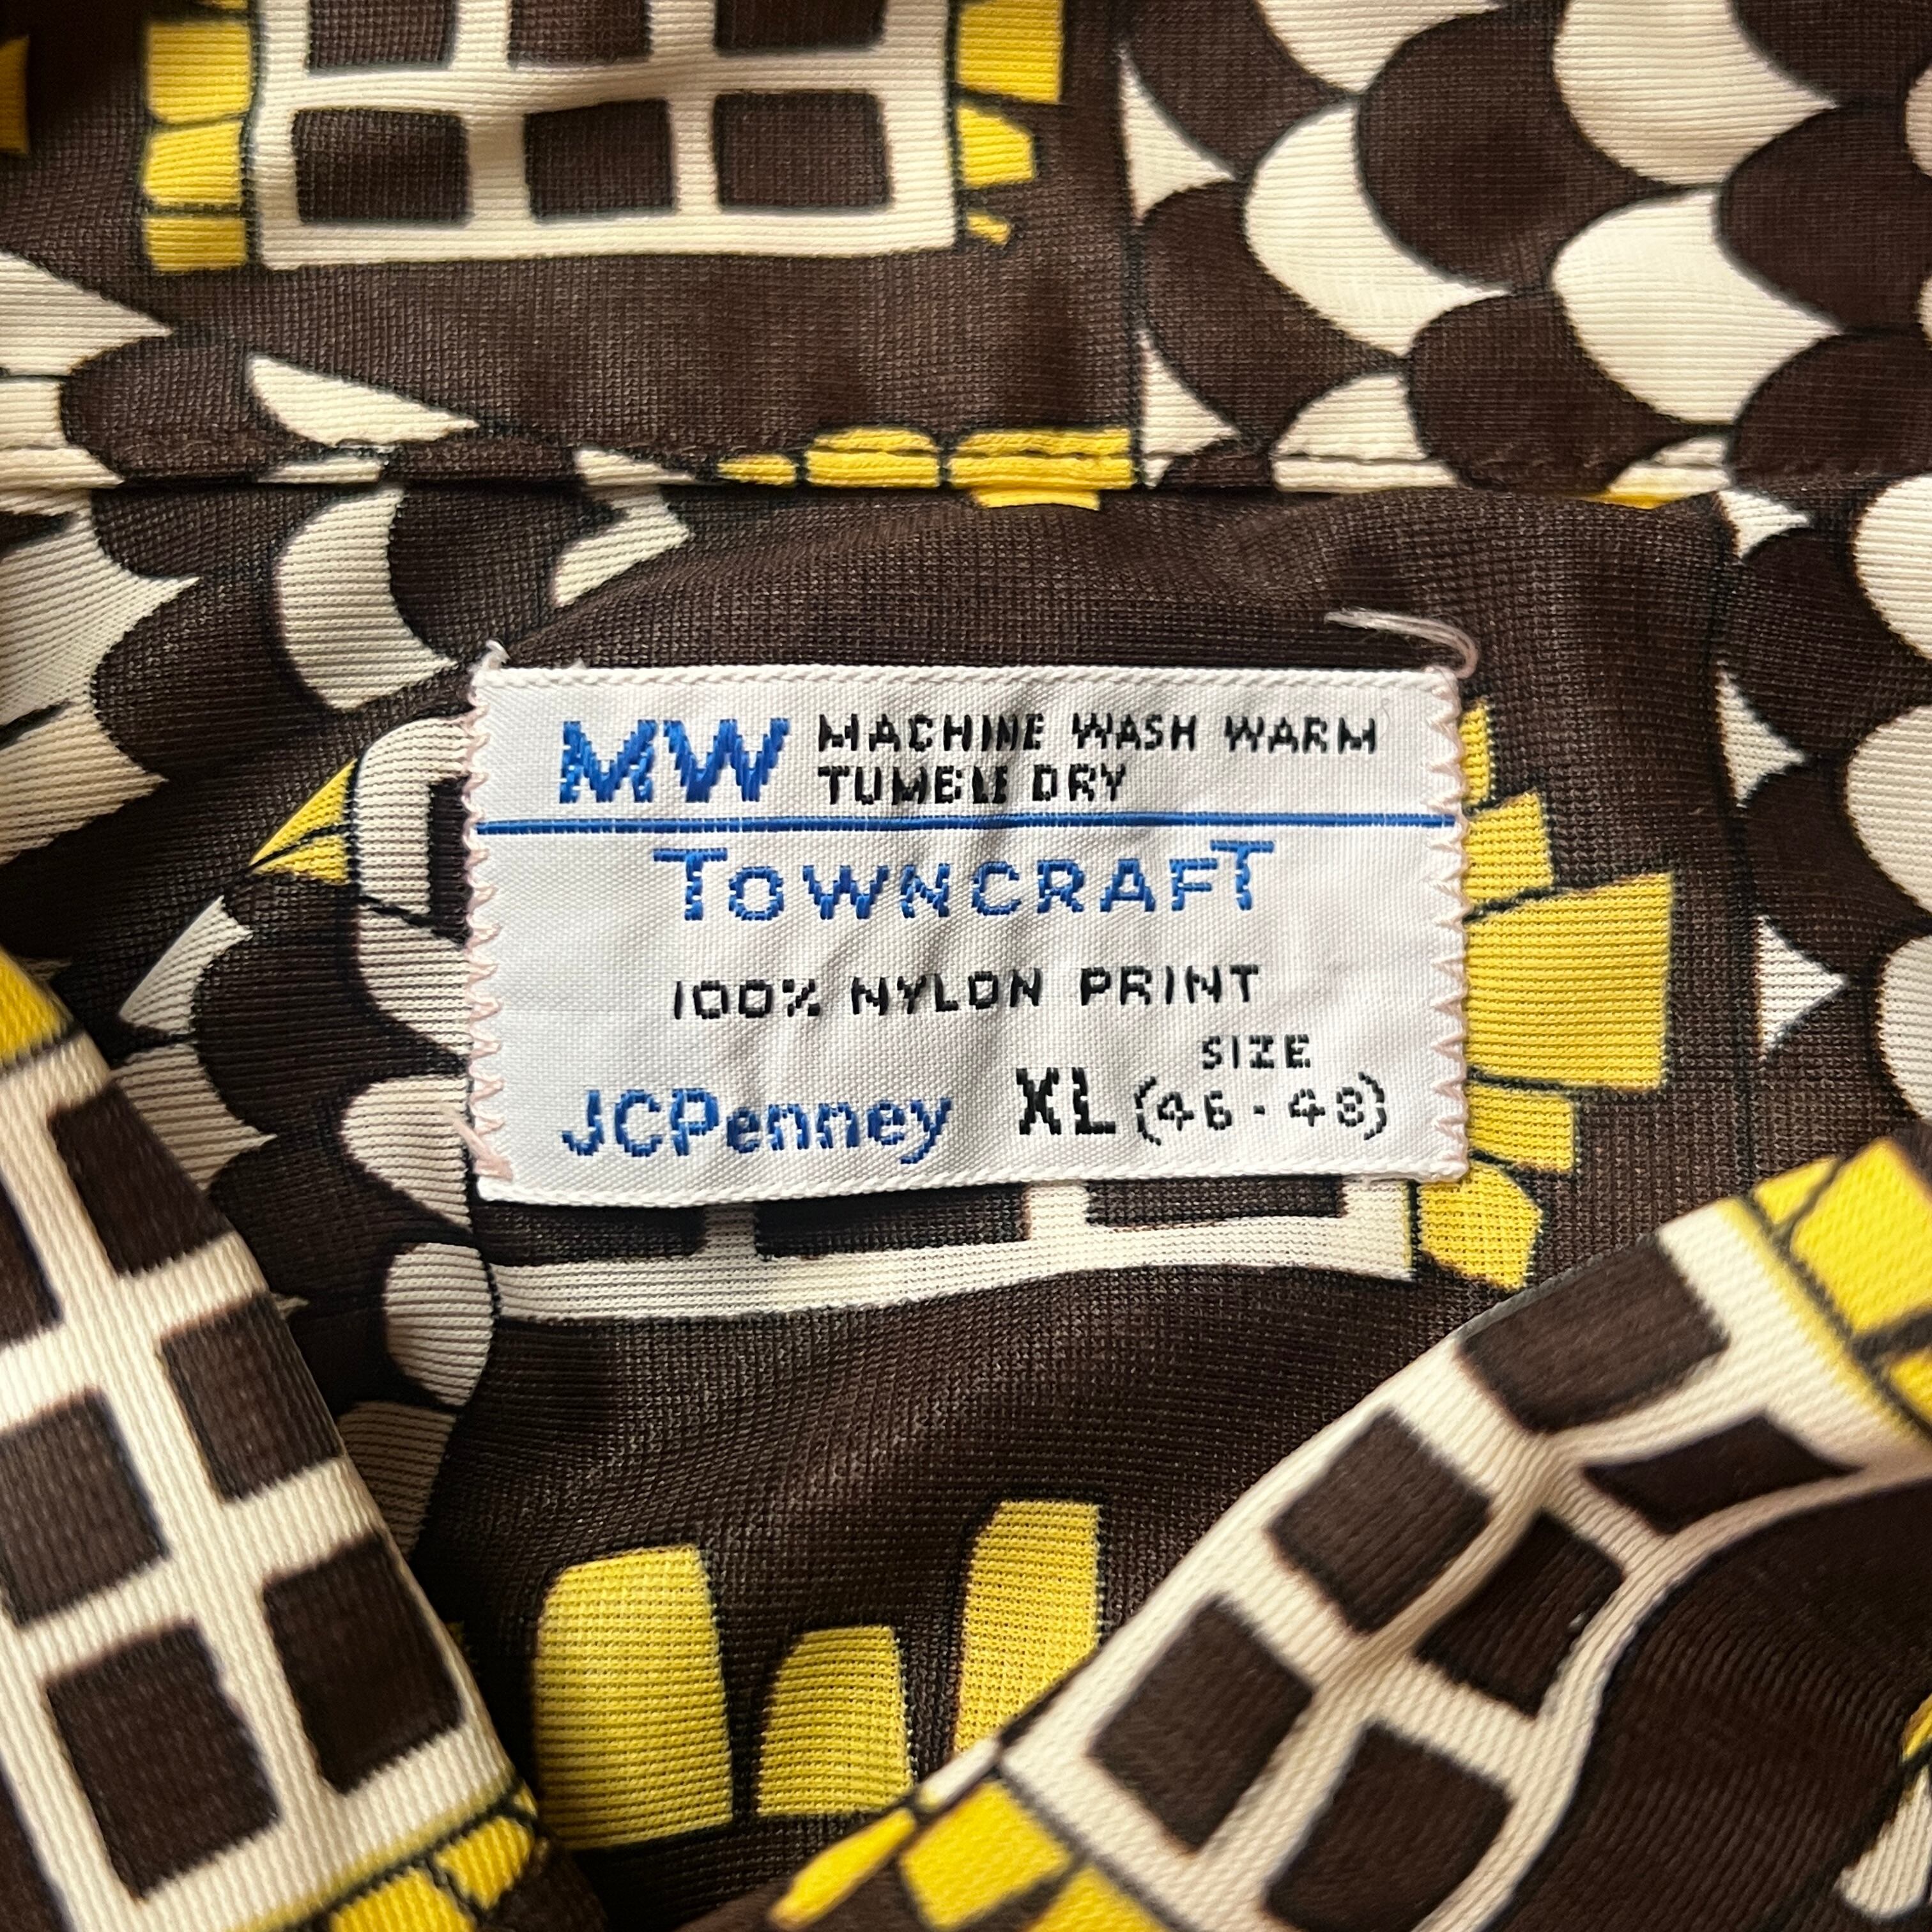 MW MACHINE WASH WARM
TUMBLE DRY
TOWNCRAFT
100% NYLON PRINT
SIZE
JCPenney XL (46-48)